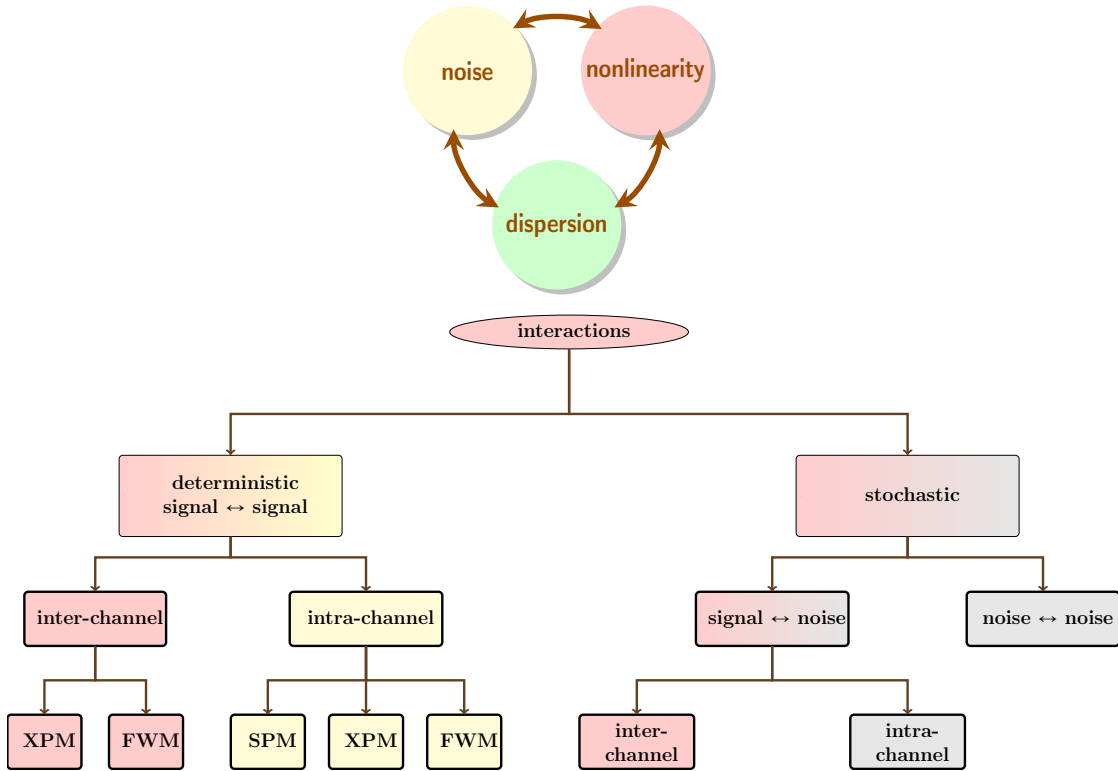 noise
nonlinearity
dispersion
interactions
deterministic
signal ↔ signal
stochastic
inter-channel
intra-channel
signal ↔ noise
noise ↔ noise
XPM
FWM
SPM
XPM
FWM
inter-
channel
intra-
channel